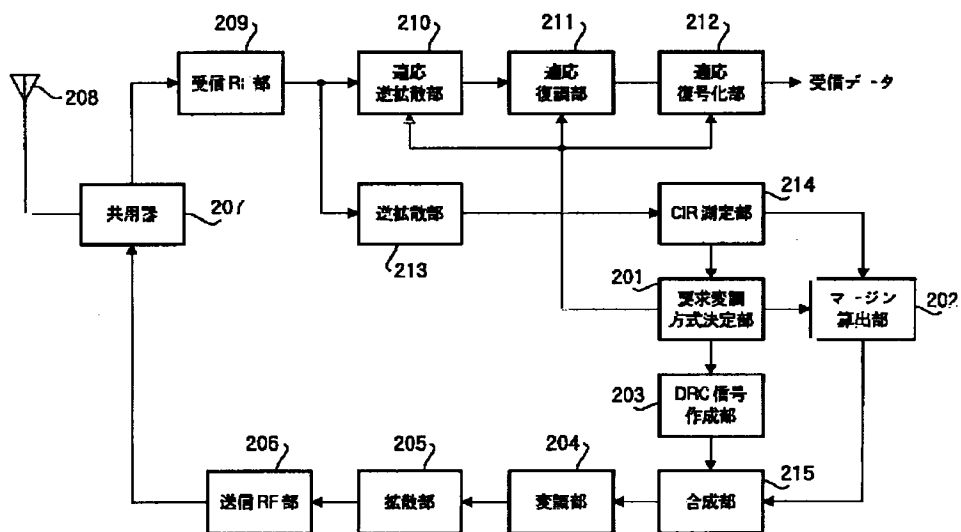 209
210
211
212
208
受信RF部
適応
逆拡散部
適応
復調部
適応
復号化部
受信データ
共用器
207
逆拡散部
213
CIR測定部
214
201
要求変調
方式決定部
マージン
算出部
202
203
DRC信号
作成部
206
205
204
215
送信RF部
拡散部
変調部
合成部